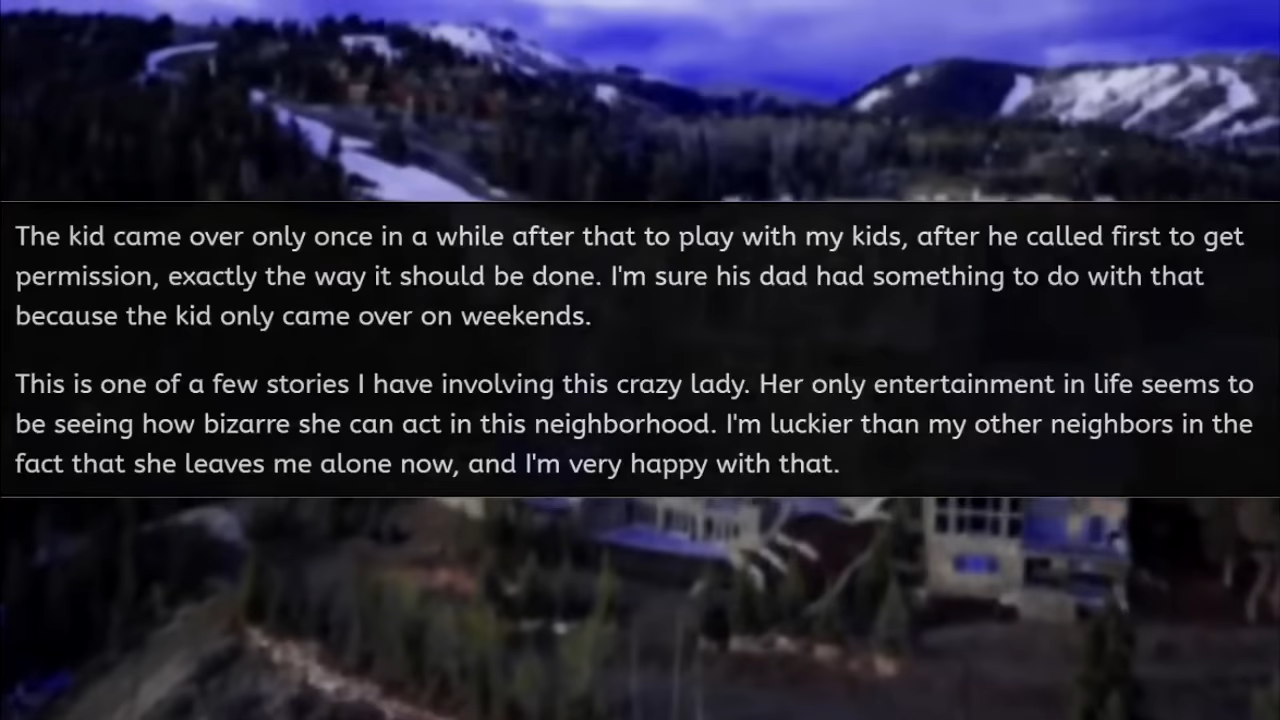 The kid came over only once in a while after that to play with my kids, after he called first to get
permission, exactly the way it should be done. I'm sure his dad had something to do with that
because the kid only came over on weekends.
This is one of a few stories I have involving this crazy lady. Her only entertainment in life seems to
be seeing how bizarre she can act in this neighborhood. I'm luckier than my other neighbors in the
fact that she leaves me alone now, and I'm very happy with that.